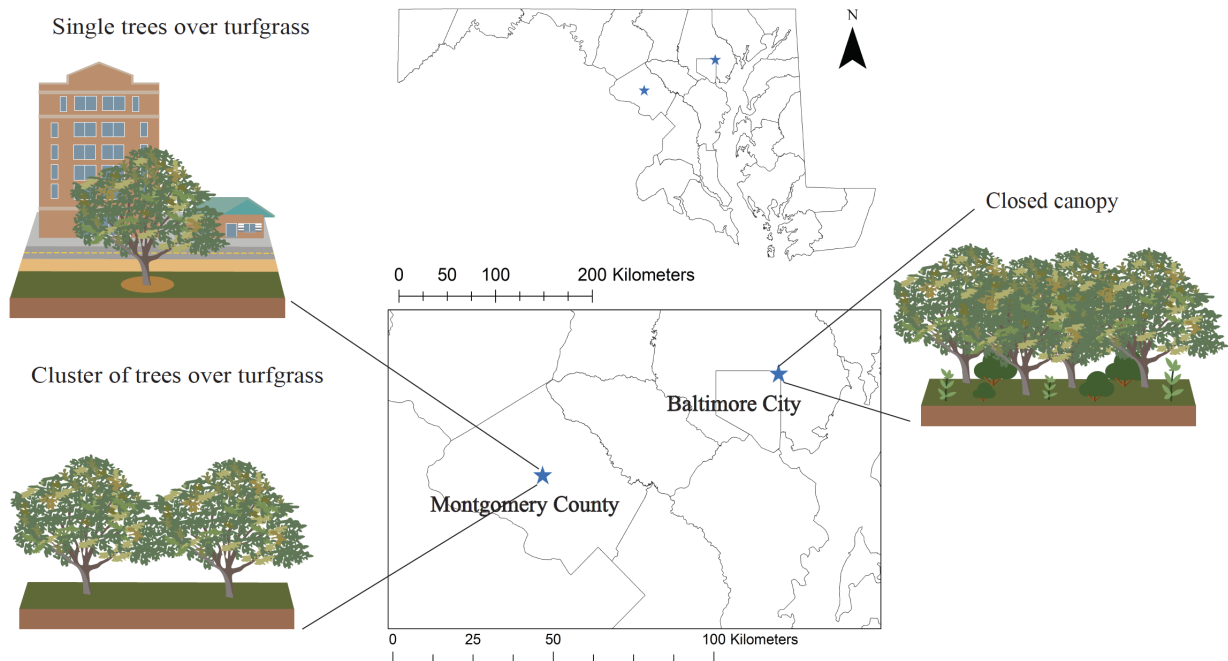 Single trees over turfgrass
N
Closed canopy
0 50 100 200 Kilometers
Cluster of trees over turfgrass
Baltimore City
Montgomery County
0 25 50 100 Kilometers